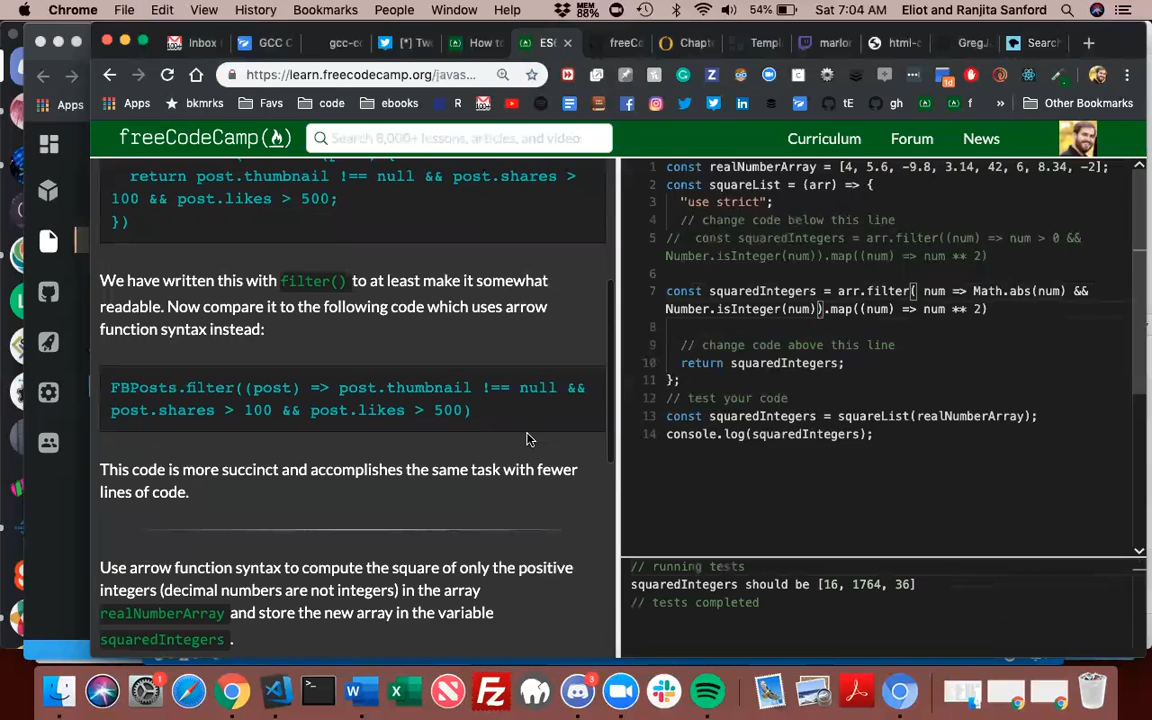 Chrome File Edit View History Bookmarks People Window Help MEM 88% 54% Sat 7:04 AM Eliot and Ranjita Sanford
Inbox GCC C gcc-c (*) Tw How to ES6 freeCo Chapte Templ marlor html-c GregJ Search
https://learn.freecodecamp.org/javas...
Apps Apps bkmrks Favs code ebooks R tE gh f Other Bookmarks
freeCodeCamp Search 8,000+ lessons, articles, and video Curriculum Forum News
return post.thumbnail !== null && post.shares >
100 && post.likes > 500;
})
We have written this with filter() to at least make it somewhat
readable. Now compare it to the following code which uses arrow
function syntax instead:
FBPosts.filter((post) => post.thumbnail !== null &&
post.shares > 100 && post.likes > 500)
This code is more succinct and accomplishes the same task with fewer
lines of code.
Use arrow function syntax to compute the square of only the positive
integers (decimal numbers are not integers) in the array
realNumberArray and store the new array in the variable
squaredIntegers .
1 const realNumberArray = [4, 5.6, -9.8, 3.14, 42, 6, 8.34, -2];
2 const squareList = (arr) => {
3 "use strict";
4 // change code below this line
5 // const squaredIntegers = arr.filter((num) => num > 0 &&
Number.isInteger(num)).map((num) => num ** 2)
6
7 const squaredIntegers = arr.filter( num => Math.abs(num) &&
Number.isInteger(num)).map((num) => num ** 2)
8
9 // change code above this line
10 return squaredIntegers;
11 };
12 // test your code
13 const squaredIntegers = squareList(realNumberArray);
14 console.log(squaredIntegers);
// running tests
squaredIntegers should be [16, 1764, 36]
// tests completed